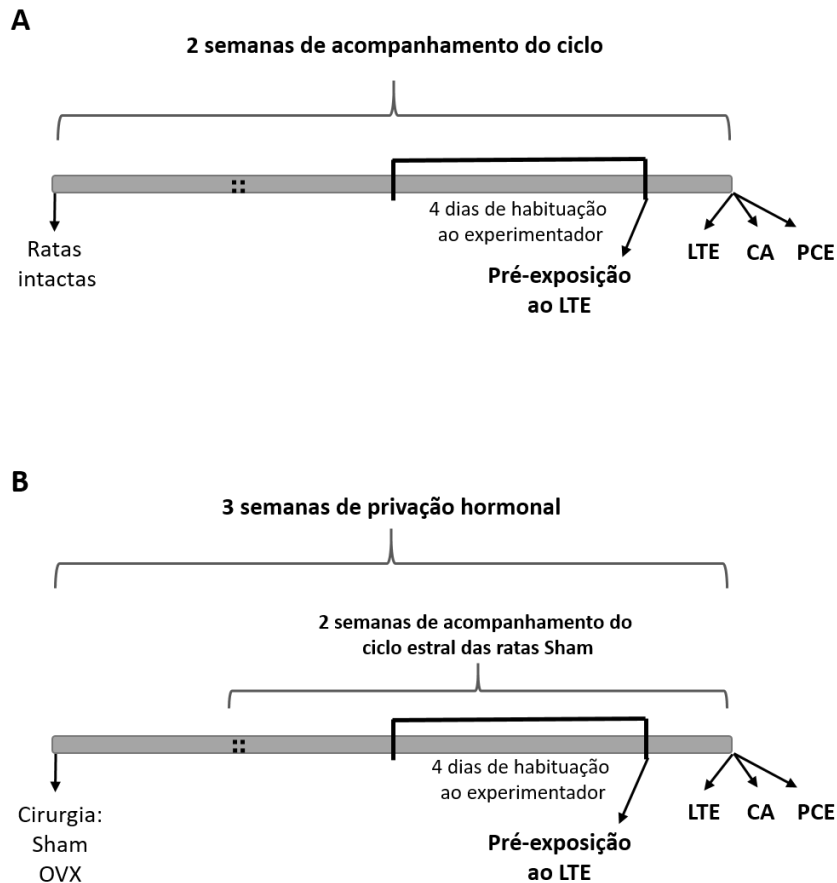 A
2 semanas de acompanhamento do ciclo
4 dias de habituação
ao experimentador
Ratas
intactas
Pré-exposição
ao LTE
LTE CA PCE
B
3 semanas de privação hormonal
2 semanas de acompanhamento do
ciclo estral das ratas Sham
4 dias de habituação
ao experimentador
Cirurgia:
Sham
OVX
Pré-exposição
ao LTE
LTE CA PCE